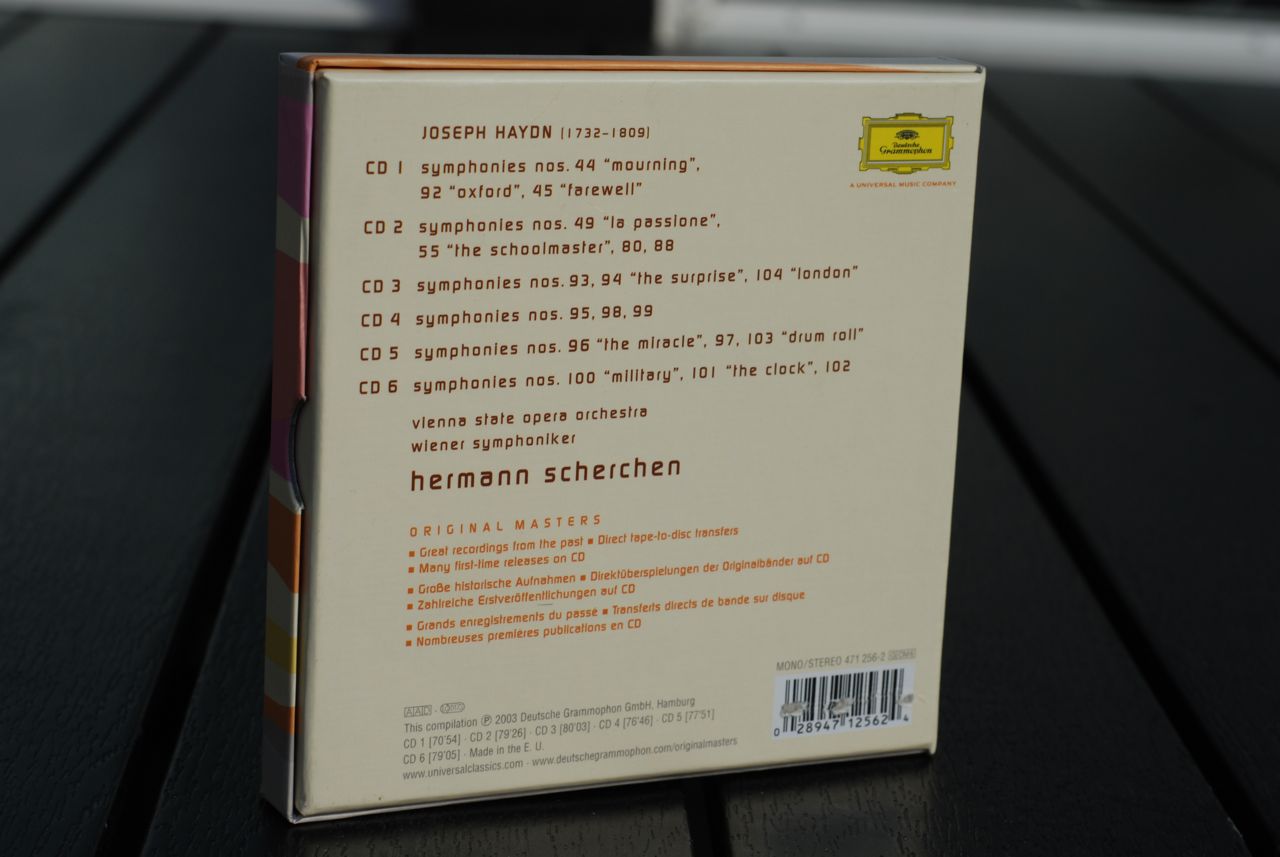 JOSEPH HAYDN (1732–1809)
CD 1 symphonies nos. 44 “mourning”,
92 “oxford”, 45 “farewell”
CD 2 symphonies nos. 49 “la passione”,
55 “the schoolmaster”, 80, 88
CD 3 symphonies nos. 93, 94 “the surprise”, 104 “london”
CD 4 symphonies nos. 95, 98, 99
CD 5 symphonies nos. 96 “the miracle”, 97, 103 “drum roll”
CD 6 symphonies nos. 100 “military”, 101 “the clock”, 102
vienna state opera orchestra
wiener symphoniker
hermann scherchen
Deutsche
Grammophon
A UNIVERSAL MUSIC COMPANY
ORIGINAL MASTERS
■ Great recordings from the past ■ Direct tape-to-disc transfers
■ Many first-time releases on CD
■ Große historische Aufnahmen ■ Direktüberspielungen der Originalbänder auf CD
■ Zahlreiche Erstveröffentlichungen auf CD
■ Grands enregistrements du passé ■ Transferts directs de bande sur disque
■ Nombreuses premières publications en CD
MONO/STEREO 471 256-2
0 28947 12562 4
AAD
This compilation ℗ 2003 Deutsche Grammophon GmbH, Hamburg
CD 1 [70'54] · CD 2 [79'26] · CD 3 [80'03] · CD 4 [76'46] · CD 5 [77'51]
CD 6 [79'05] · Made in the E. U.
www.universalclassics.com · www.deutschegrammophon.com/originalmasters